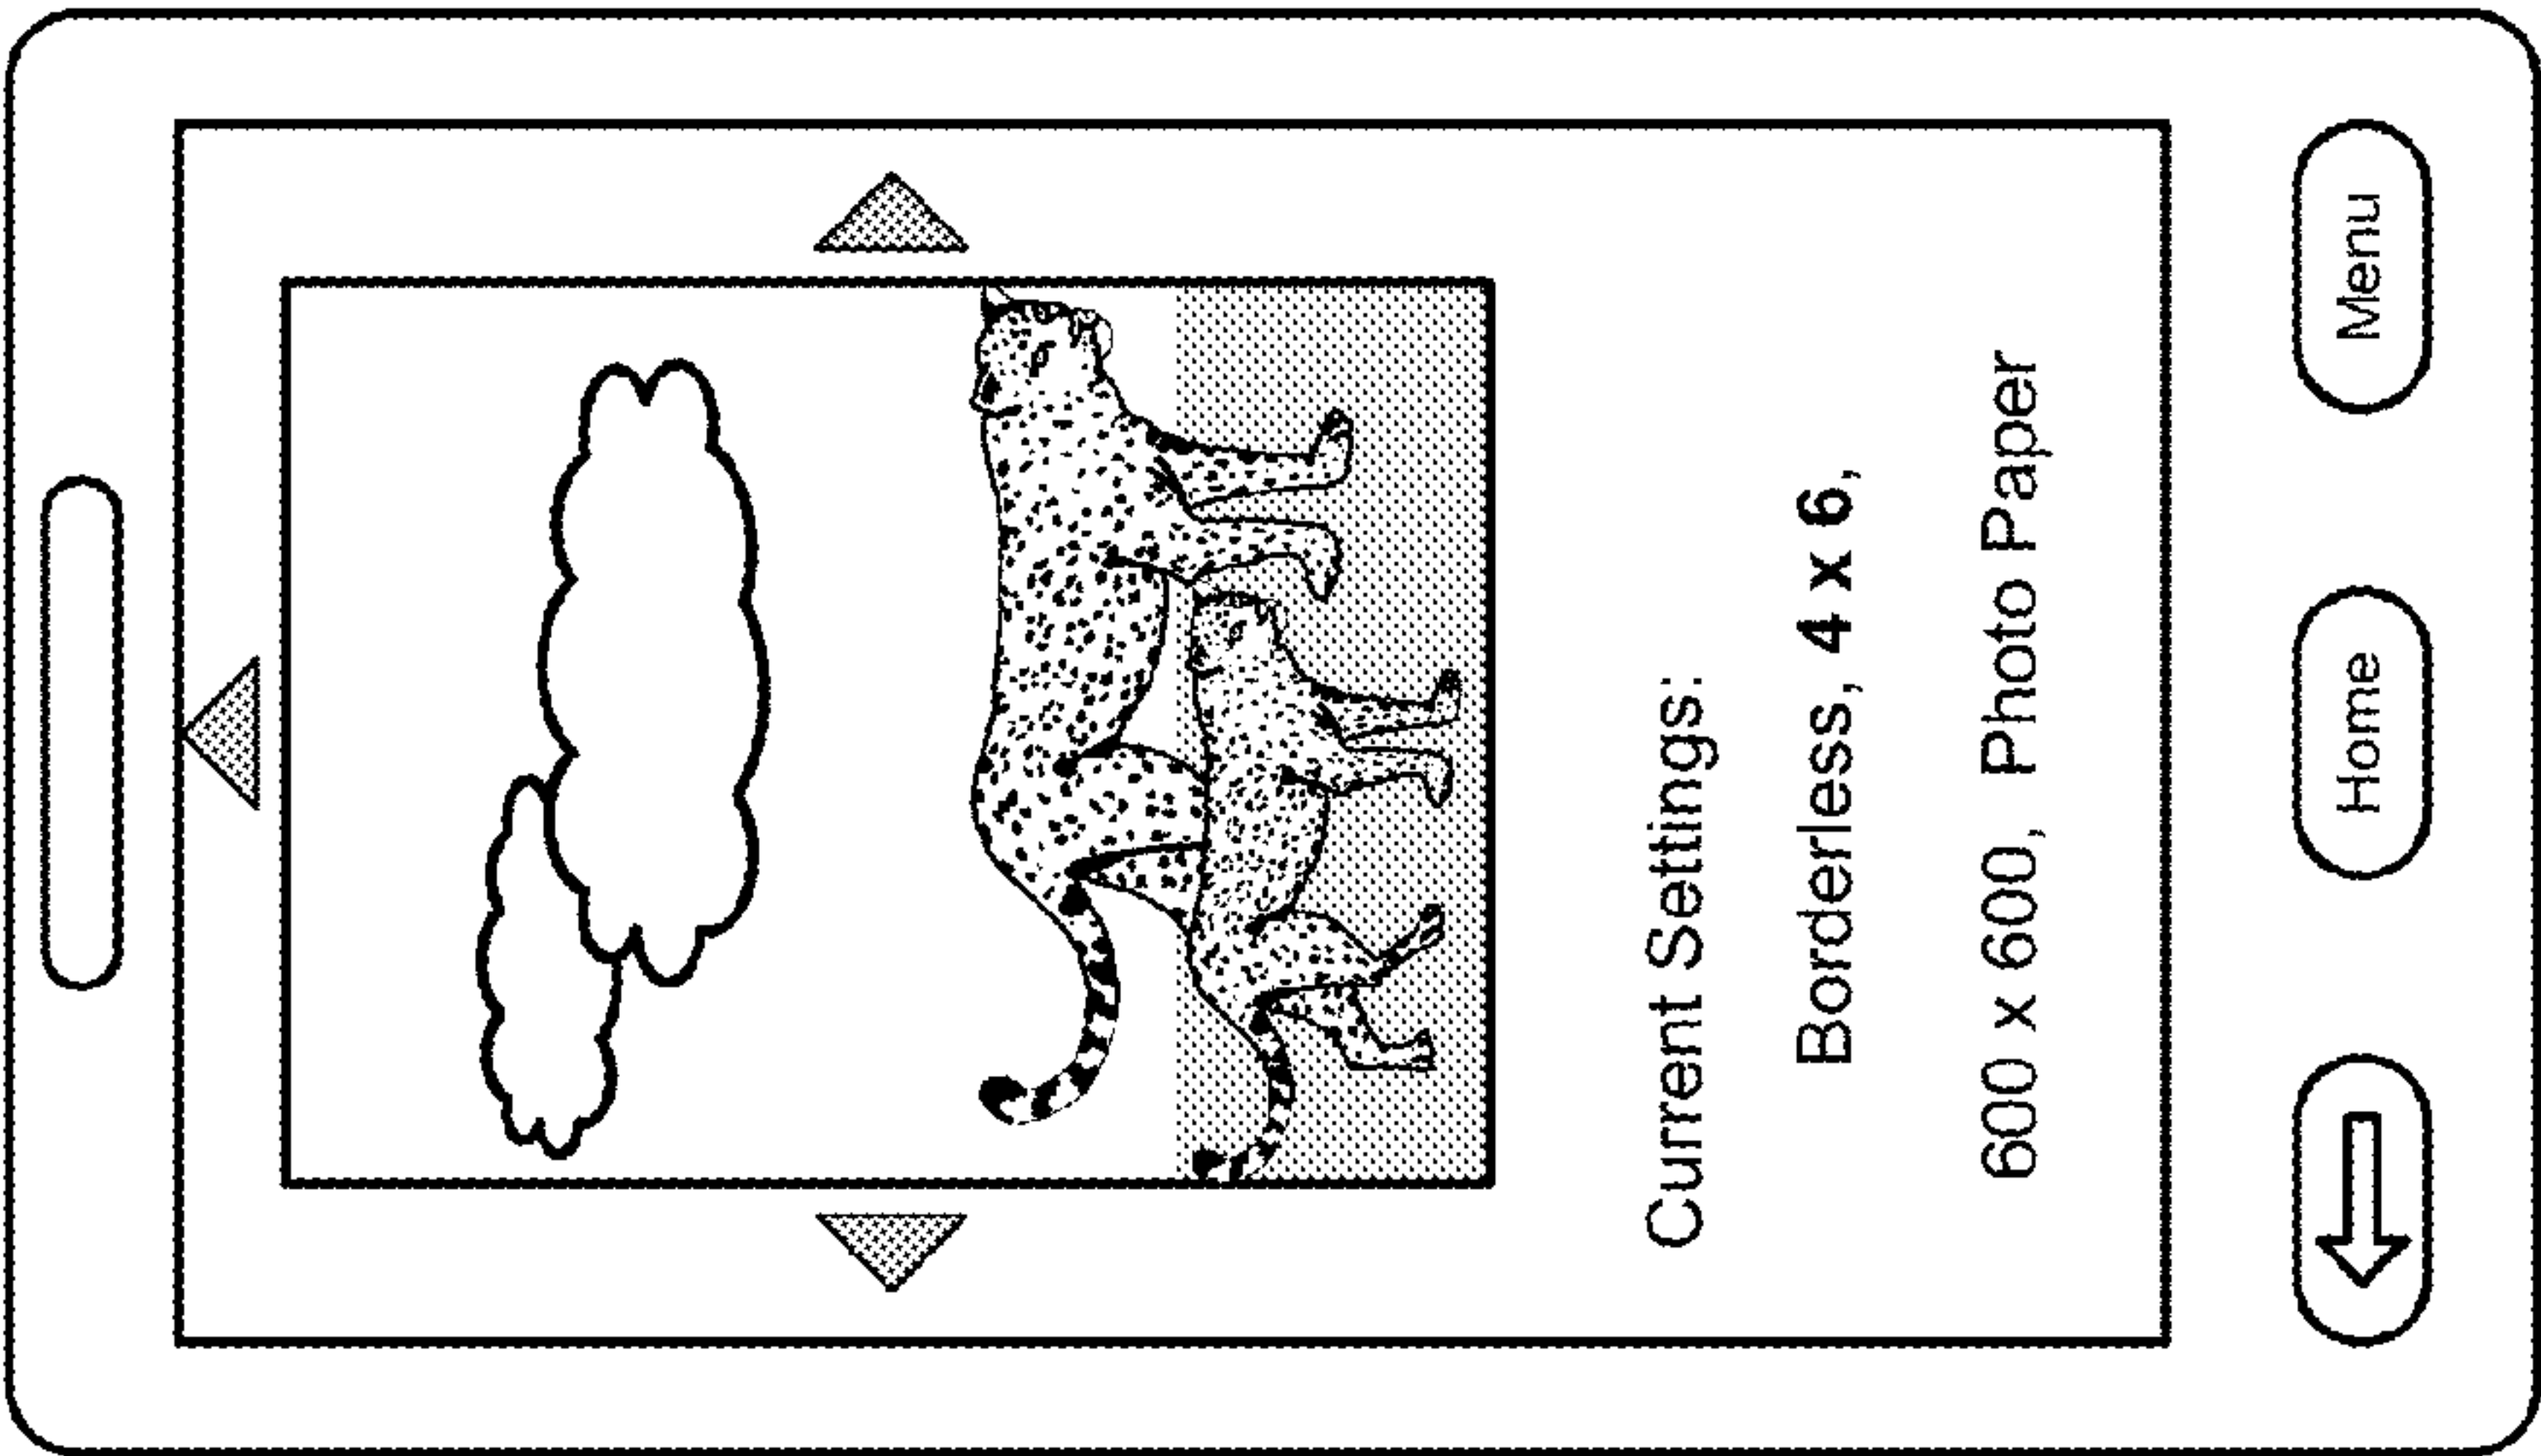 Current Settings:
Borderless, 4 x 6,
600 x 600, Photo Paper
Home
Menu